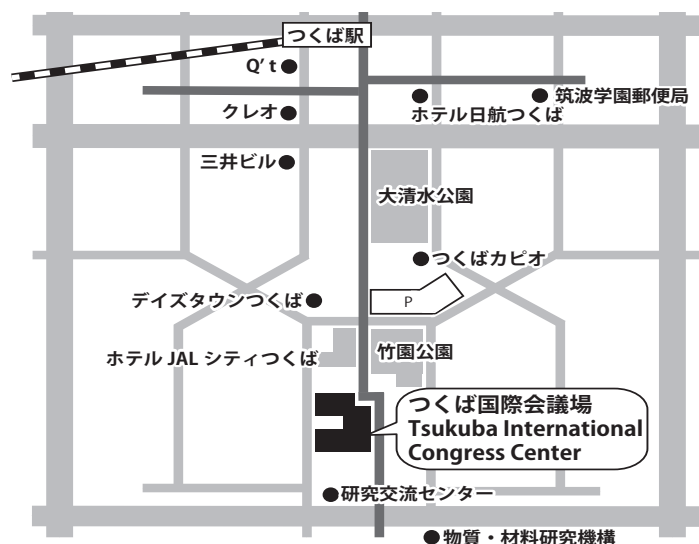 つくば駅
Q't
クレオ
ホテル日航つくば
筑波学園郵便局
三井ビル
大清水公園
つくばカピオ
デイズタウンつくば
P
ホテル JAL シティつくば
竹園公園
つくば国際会議場
Tsukuba International
Congress Center
研究交流センター
物質・材料研究機構